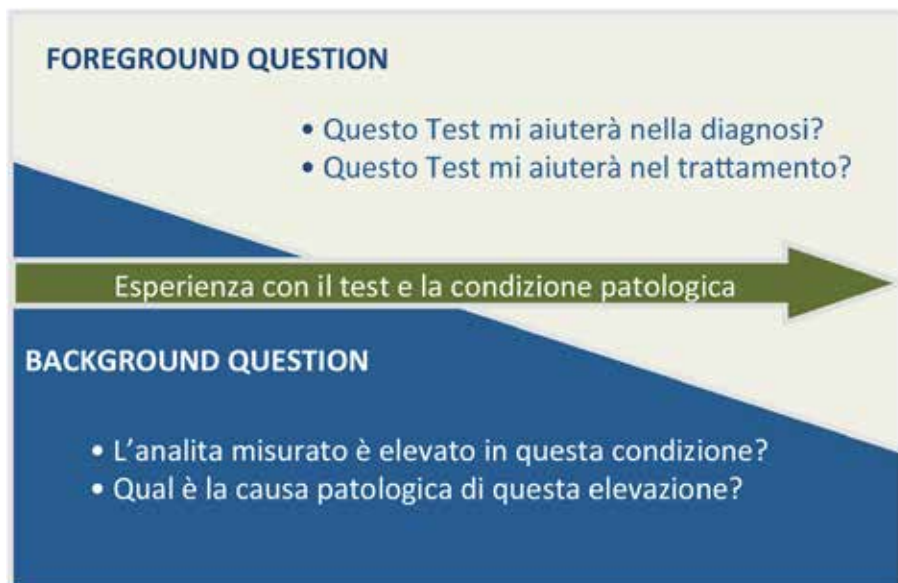 FOREGROUND QUESTION
• Questo Test mi aiuterà nella diagnosi?
• Questo Test mi aiuterà nel trattamento?
Esperienza con il test e la condizione patologica
BACKGROUND QUESTION
• L’analita misurato è elevato in questa condizione?
• Qual è la causa patologica di questa elevazione?